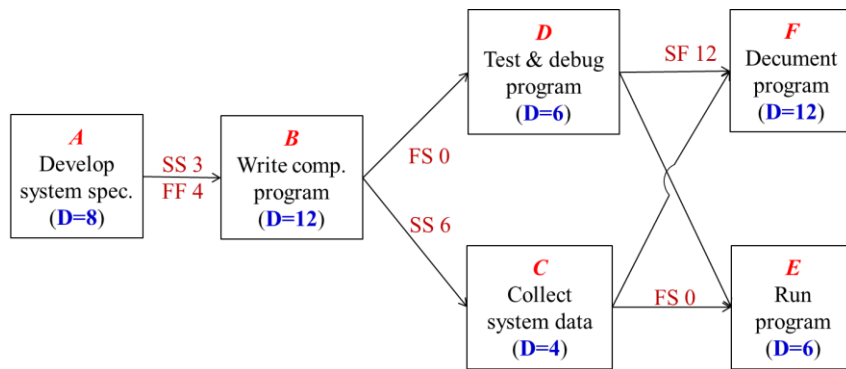 A
Develop
system spec.
(D=8)
SS 3
FF 4
B
Write comp.
program
(D=12)
FS 0
SS 6
D
Test & debug
program
(D=6)
C
Collect
system data
(D=4)
SF 12
FS 0
F
Decument
program
(D=12)
E
Run
program
(D=6)